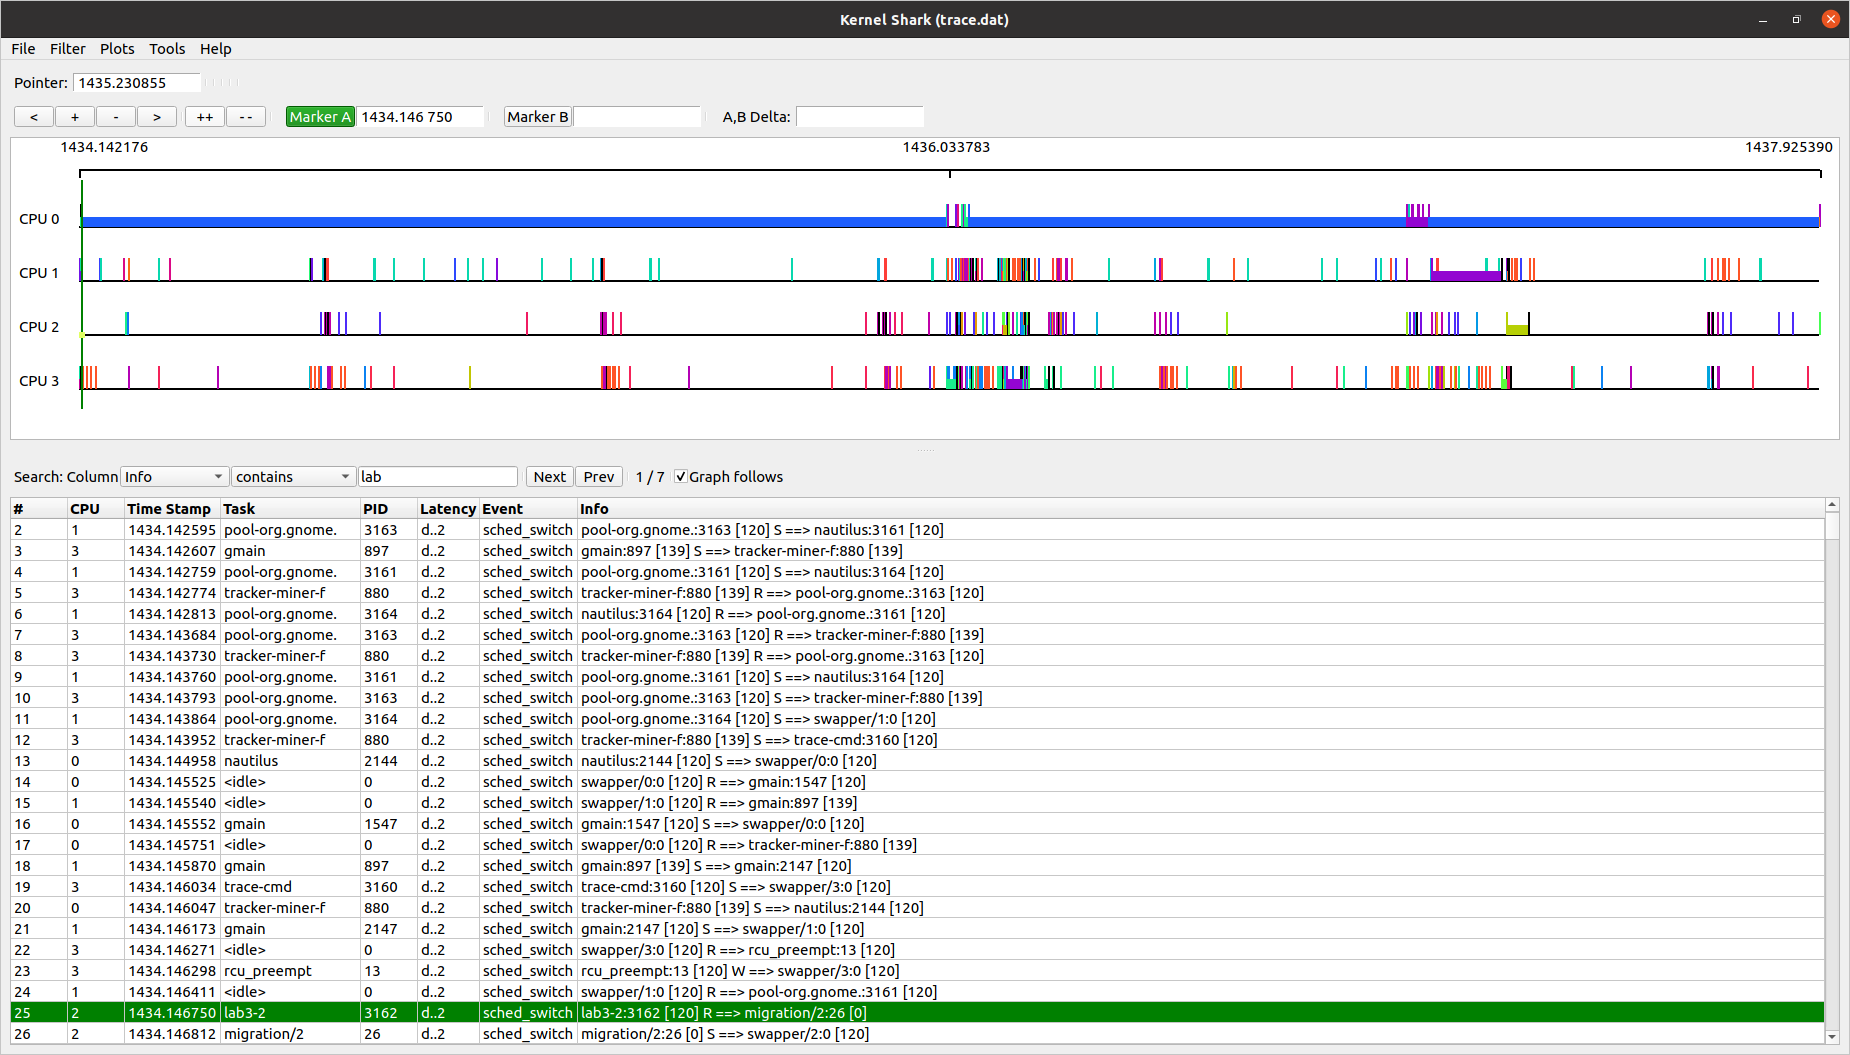 Kernel Shark (trace.dat)
File Filter Plots Tools Help
Pointer: 1435.230855
< + - > ++ -- Marker A 1434.146 750 Marker B A,B Delta:
1434.142176 1436.033783 1437.925390
CPU 0
CPU 1
CPU 2
CPU 3
Search: Column Info contains lab Next Prev 1 / 7 Graph follows
# CPU Time Stamp Task PID Latency Event Info
2 1 1434.142595 pool-org.gnome. 3163 d..2 sched_switch pool-org.gnome.:3163 [120] S ==> nautilus:3161 [120]
3 3 1434.142607 gmain 897 d..2 sched_switch gmain:897 [139] S ==> tracker-miner-f:880 [139]
4 1 1434.142759 pool-org.gnome. 3161 d..2 sched_switch pool-org.gnome.:3161 [120] S ==> nautilus:3164 [120]
5 3 1434.142774 tracker-miner-f 880 d..2 sched_switch tracker-miner-f:880 [139] R ==> pool-org.gnome.:3163 [120]
6 1 1434.142813 pool-org.gnome. 3164 d..2 sched_switch nautilus:3164 [120] R ==> pool-org.gnome.:3161 [120]
7 3 1434.143684 pool-org.gnome. 3163 d..2 sched_switch pool-org.gnome.:3163 [120] R ==> tracker-miner-f:880 [139]
8 3 1434.143730 tracker-miner-f 880 d..2 sched_switch tracker-miner-f:880 [139] R ==> pool-org.gnome.:3163 [120]
9 1 1434.143760 pool-org.gnome. 3161 d..2 sched_switch pool-org.gnome.:3161 [120] S ==> nautilus:3164 [120]
10 3 1434.143793 pool-org.gnome. 3163 d..2 sched_switch pool-org.gnome.:3163 [120] S ==> tracker-miner-f:880 [139]
11 1 1434.143864 pool-org.gnome. 3164 d..2 sched_switch pool-org.gnome.:3164 [120] S ==> swapper/1:0 [120]
12 3 1434.143952 tracker-miner-f 880 d..2 sched_switch tracker-miner-f:880 [139] S ==> trace-cmd:3160 [120]
13 0 1434.144958 nautilus 2144 d..2 sched_switch nautilus:2144 [120] S ==> swapper/0:0 [120]
14 0 1434.145525 <idle> 0 d..2 sched_switch swapper/0:0 [120] R ==> gmain:1547 [120]
15 1 1434.145540 <idle> 0 d..2 sched_switch swapper/1:0 [120] R ==> gmain:897 [139]
16 0 1434.145552 gmain 1547 d..2 sched_switch gmain:1547 [120] S ==> swapper/0:0 [120]
17 0 1434.145751 <idle> 0 d..2 sched_switch swapper/0:0 [120] R ==> tracker-miner-f:880 [139]
18 1 1434.145870 gmain 897 d..2 sched_switch gmain:897 [139] S ==> gmain:2147 [120]
19 3 1434.146034 trace-cmd 3160 d..2 sched_switch trace-cmd:3160 [120] S ==> swapper/3:0 [120]
20 0 1434.146047 tracker-miner-f 880 d..2 sched_switch tracker-miner-f:880 [139] S ==> nautilus:2144 [120]
21 1 1434.146173 gmain 2147 d..2 sched_switch gmain:2147 [120] S ==> swapper/1:0 [120]
22 3 1434.146271 <idle> 0 d..2 sched_switch swapper/3:0 [120] R ==> rcu_preempt:13 [120]
23 3 1434.146298 rcu_preempt 13 d..2 sched_switch rcu_preempt:13 [120] W ==> swapper/3:0 [120]
24 1 1434.146411 <idle> 0 d..2 sched_switch swapper/1:0 [120] R ==> pool-org.gnome.:3161 [120]
25 2 1434.146750 lab3-2 3162 d..2 sched_switch lab3-2:3162 [120] R ==> migration/2:26 [0]
26 2 1434.146812 migration/2 26 d..2 sched_switch migration/2:26 [0] S ==> swapper/2:0 [120]